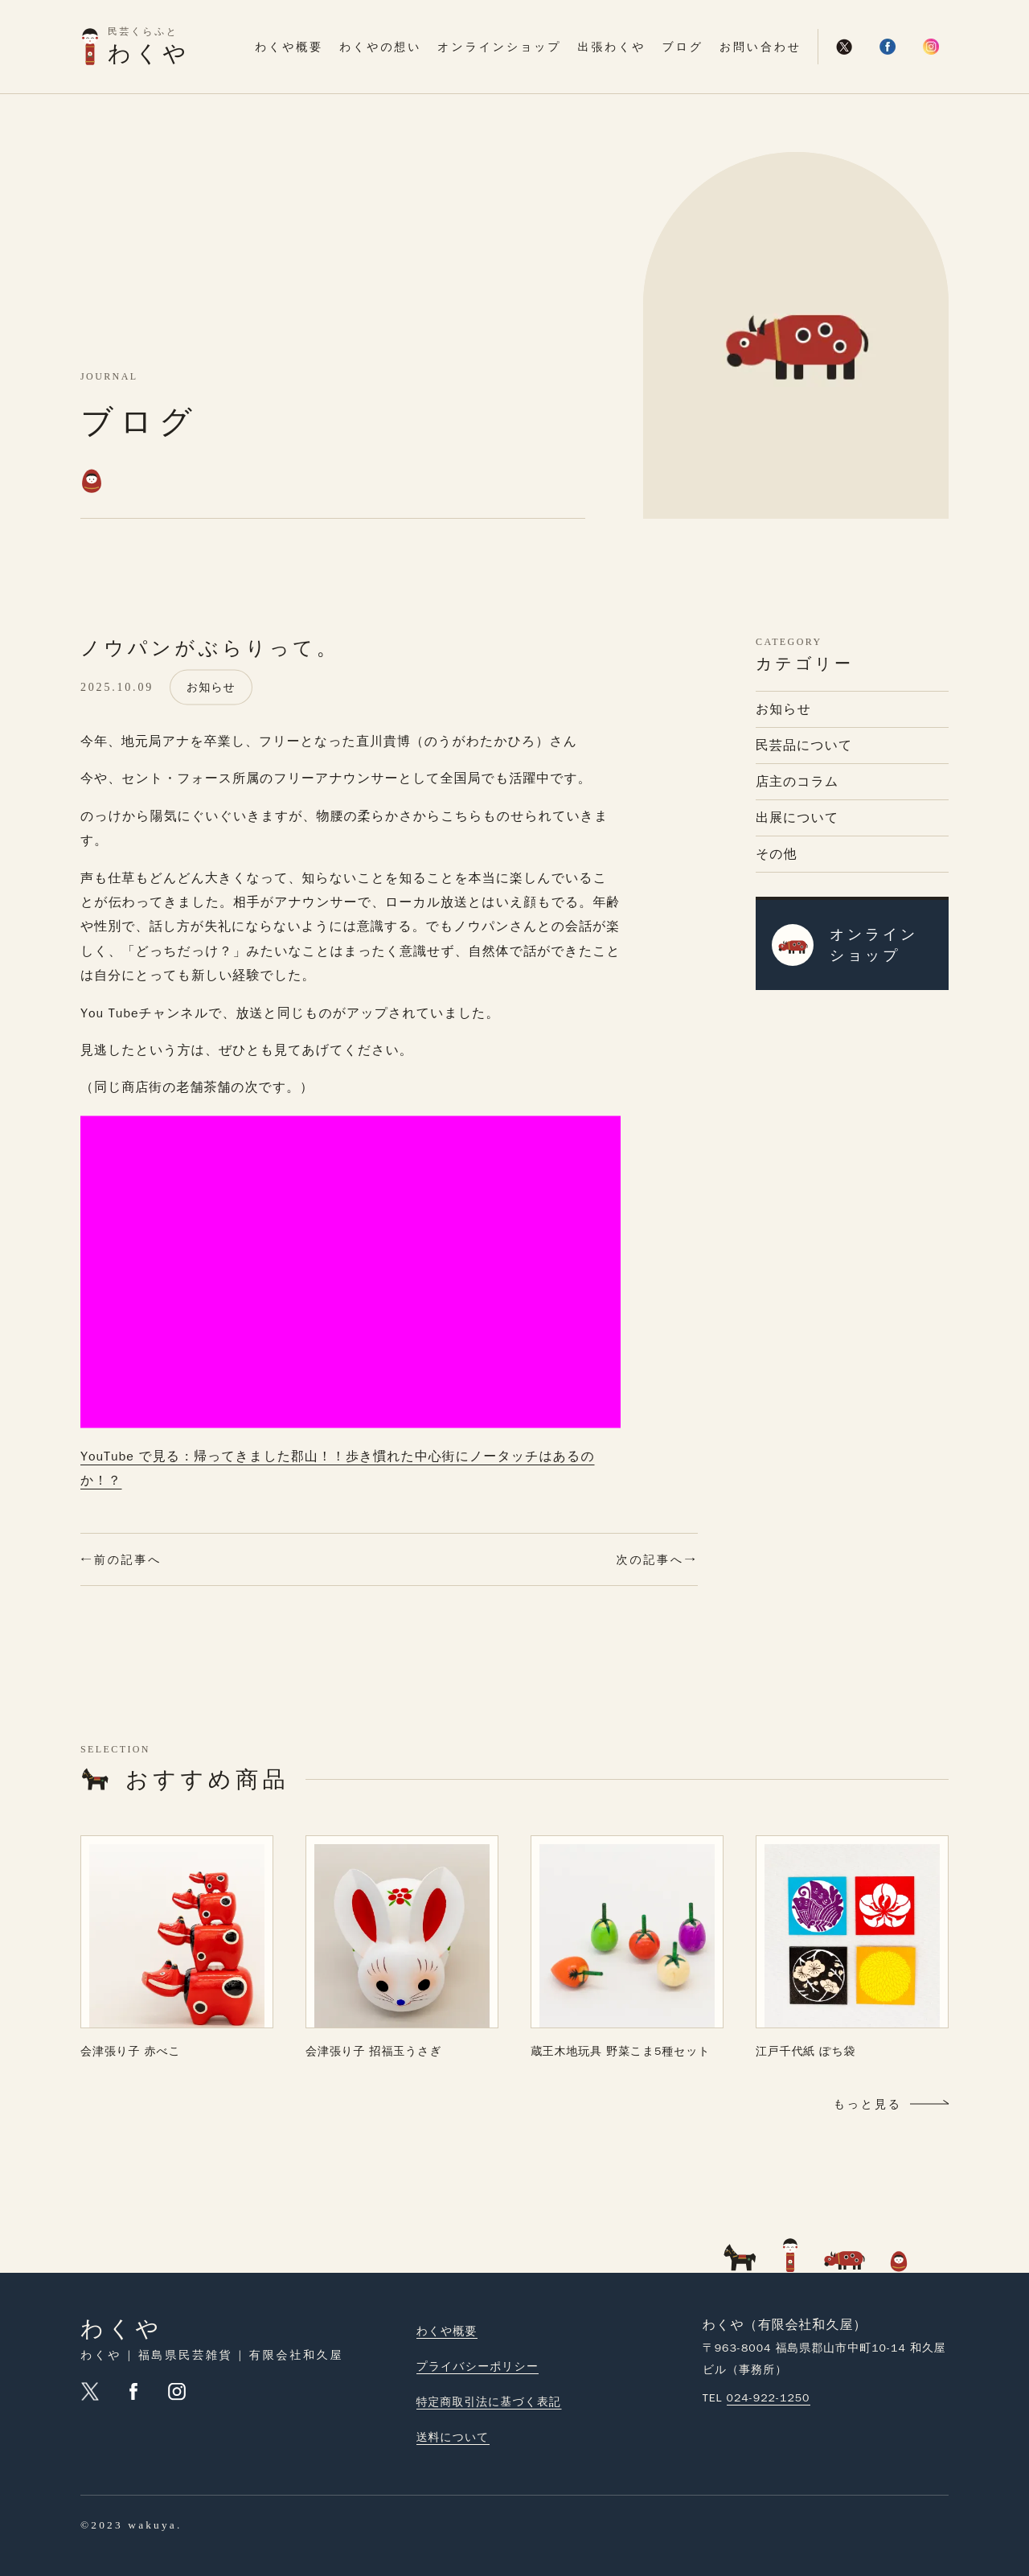 民芸くらふと
わくや
わくや概要
わくやの想い
オンラインショップ
出張わくや
ブログ
お問い合わせ
JOURNAL
ブログ
ノウパンがぶらりって。
2025.10.09
お知らせ
今年、地元局アナを卒業し、フリーとなった直川貴博（のうがわたかひろ）さん
今や、セント・フォース所属のフリーアナウンサーとして全国局でも活躍中です。
のっけから陽気にぐいぐいきますが、物腰の柔らかさからこちらものせられていきま
す。
声も仕草もどんどん大きくなって、知らないことを知ることを本当に楽しんでいるこ
とが伝わってきました。相手がアナウンサーで、ローカル放送とはいえ顔もでる。年齢
や性別で、話し方が失礼にならないようには意識する。でもノウパンさんとの会話が楽
しく、「どっちだっけ？」みたいなことはまったく意識せず、自然体で話ができたこと
は自分にとっても新しい経験でした。
You Tubeチャンネルで、放送と同じものがアップされていました。
見逃したという方は、ぜひとも見てあげてください。
（同じ商店街の老舗茶舗の次です。）
YouTube で見る：帰ってきました郡山！！歩き慣れた中心街にノータッチはあるの
か！？
←前の記事へ
次の記事へ→
CATEGORY
カテゴリー
お知らせ
民芸品について
店主のコラム
出展について
その他
オンライン
ショップ
SELECTION
おすすめ商品
会津張り子 赤べこ
会津張り子 招福玉うさぎ
蔵王木地玩具 野菜こま5種セット
江戸千代紙 ぽち袋
もっと見る
わくや
わくや｜福島県民芸雑貨｜有限会社和久屋
わくや概要
プライバシーポリシー
特定商取引法に基づく表記
送料について
わくや（有限会社和久屋）
〒963-8004 福島県郡山市中町10-14 和久屋
ビル（事務所）
TEL 024-922-1250
©2023 wakuya.